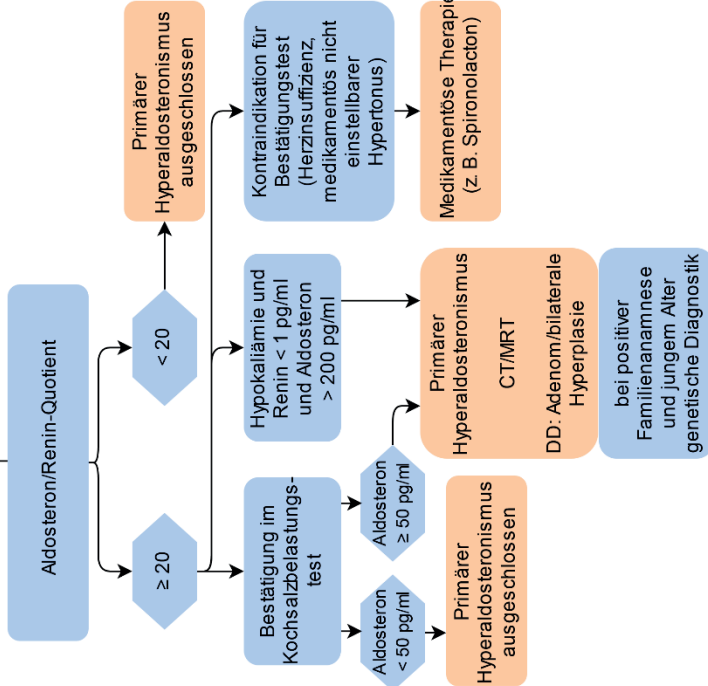 Aldosteron/Renin-Quotient
≥ 20
< 20
Primärer
Hyperaldosteronismus
ausgeschlossen
Bestätigung im
Kochsalzbelastungs-
test
Hypokaliämie und
Renin < 1 pg/ml
und Aldosteron
> 200 pg/ml
Kontraindikation für
Bestätigungstest
(Herzinsuffizienz,
medikamentös nicht
einstellbarer
Hypertonus)
Aldosteron
< 50 pg/ml
Aldosteron
≥ 50 pg/ml
Primärer
Hyperaldosteronismus
ausgeschlossen
Primärer
Hyperaldosteronismus
CT/MRT
DD: Adenom/bilaterale
Hyperplasie
bei positiver
Familienanamnese
und jungem Alter
genetische Diagnostik
Medikamentöse Therapie
(z. B. Spironolacton)